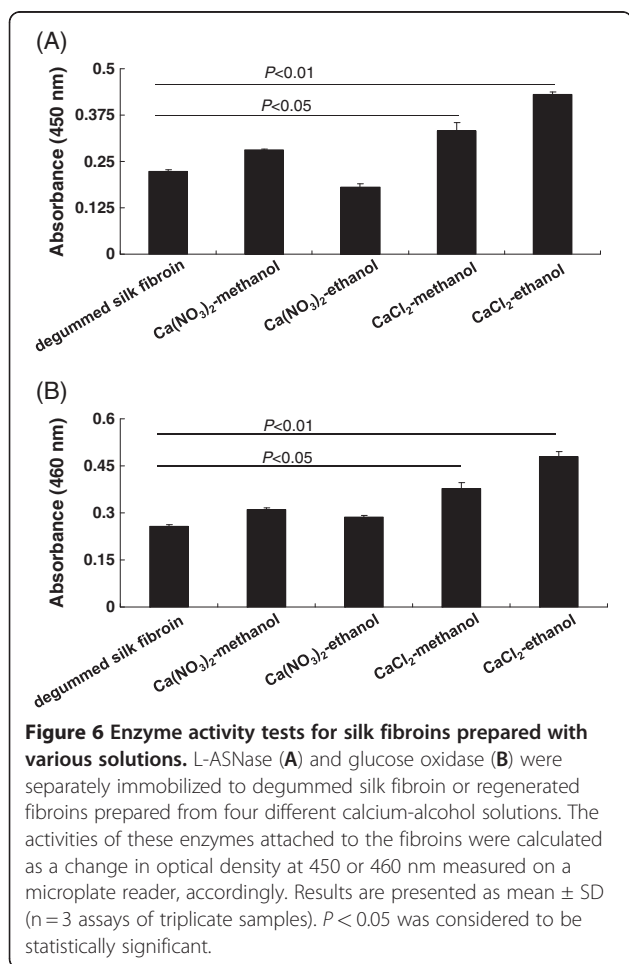 (A)
0.5
0.375
0.25
0.125
0
Absorbance (450 nm)
P<0.01
P<0.05
degummed silk fibroin
Ca(NO₃)₂-methanol
Ca(NO₃)₂-ethanol
CaCl₂-methanol
CaCl₂-ethanol
(B)
0.6
0.45
0.3
0.15
0
Absorbance (460 nm)
P<0.01
P<0.05
degummed silk fibroin
Ca(NO₃)₂-methanol
Ca(NO₃)₂-ethanol
CaCl₂-methanol
CaCl₂-ethanol
Figure 6 Enzyme activity tests for silk fibroins prepared with
various solutions. L-ASNase (A) and glucose oxidase (B) were
separately immobilized to degummed silk fibroin or regenerated
fibroins prepared from four different calcium-alcohol solutions. The
activities of these enzymes attached to the fibroins were calculated
as a change in optical density at 450 or 460 nm measured on a
microplate reader, accordingly. Results are presented as mean ± SD
(n = 3 assays of triplicate samples). P < 0.05 was considered to be
statistically significant.